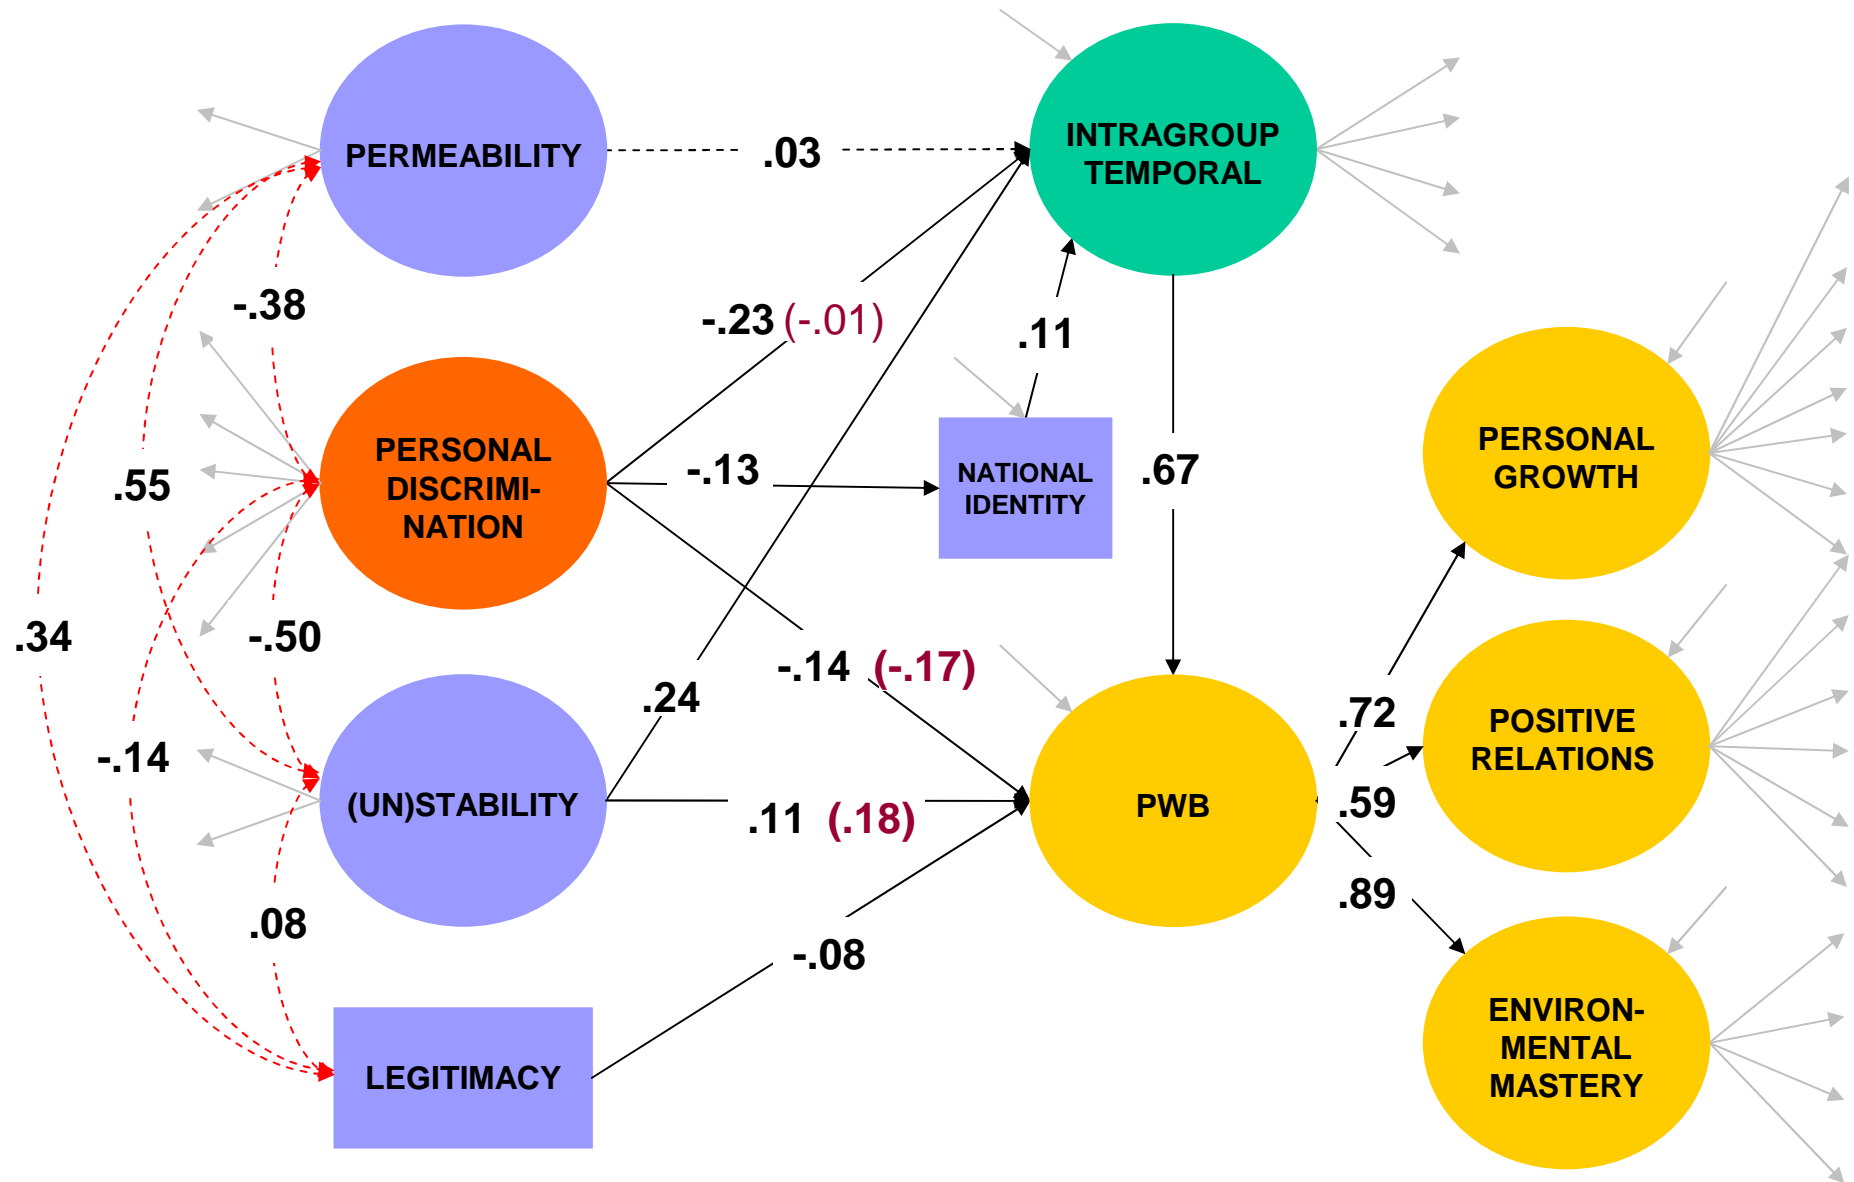 PERMEABILITY
.03
INTRAGROUP
TEMPORAL
-.38
-.23 (-.01)
.11
PERSONAL
DISCRIMI-
NATION
-.13
NATIONAL
IDENTITY
.67
PERSONAL
GROWTH
.55
.34
-.50
-.14 (-.17)
.24
.72
POSITIVE
RELATIONS
-.14
(UN)STABILITY
.11 (.18)
PWB
.59
.89
.08
-.08
LEGITIMACY
ENVIRON-
MENTAL
MASTERY